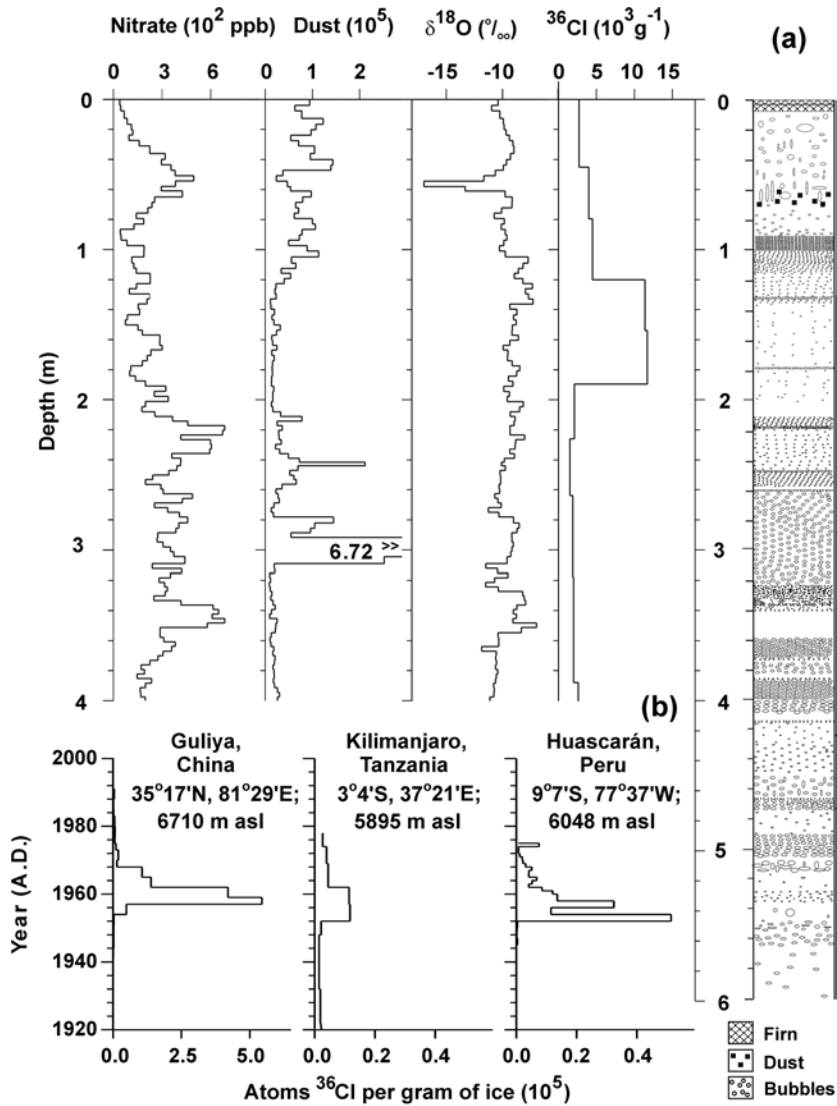 Nitrate (10² ppb) Dust (10⁵) δ¹⁸O (°/₀₀) ³⁶Cl (10³g⁻¹) (a)
0 3 6 0 1 2 -15 -10 0 5 10 15
0 0
1 1
2 2
Depth (m)
6.72 >>
3 3
4 4
(b)
Guliya, China
35°17'N, 81°29'E;
6710 m asl
Kilimanjaro, Tanzania
3°4'S, 37°21'E;
5895 m asl
Huascarán, Peru
9°7'S, 77°37'W;
6048 m asl
2000
1980
1960
1940
1920
Year (A.D.)
5
6
0.0 2.5 5.0 0.0 0.2 0.4 0.0 0.2 0.4
Atoms ³⁶Cl per gram of ice (10⁵)
Firn
Dust
Bubbles